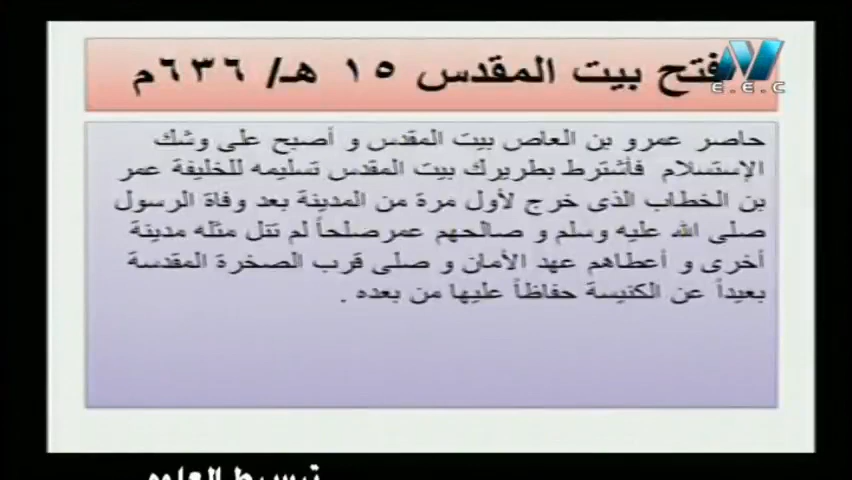 فتح بيت المقدس ١٥ هـ/ ٦٣٦م
E.E.C
حاصر عمرو بن العاص بيت المقدس و أصبح على وشك
الإستسلام فأشترط بطريرك بيت المقدس تسليمه للخليفة عمر
بن الخطاب الذى خرج لأول مرة من المدينة بعد وفاة الرسول
صلى الله عليه وسلم و صالحهم عمرصلحاً لم تنل مثله مدينة
أخرى و أعطاهم عهد الأمان و صلى قرب الصخرة المقدسة
بعيداً عن الكنيسة حفاظاً عليها من بعده .